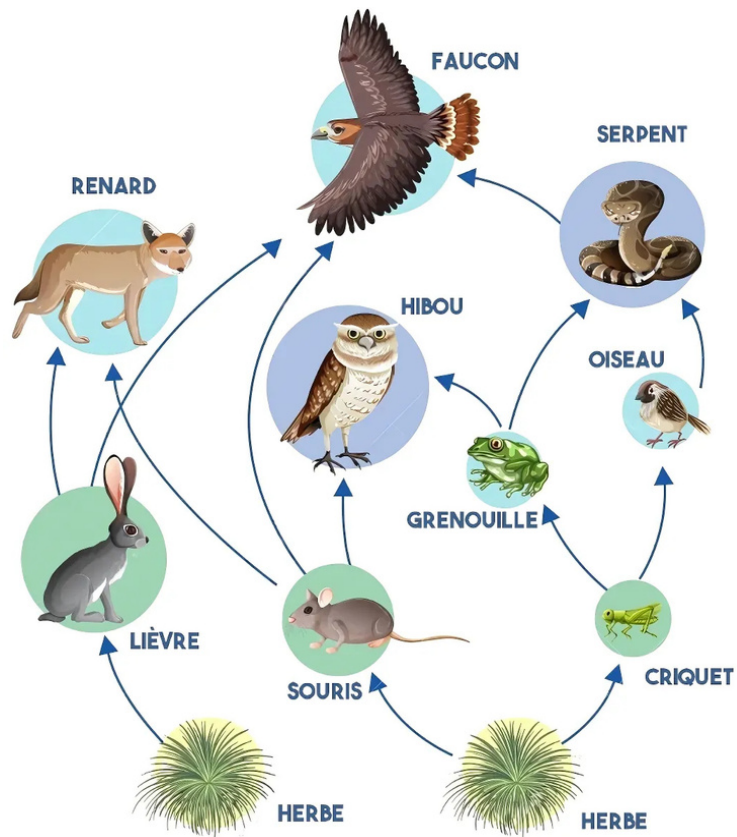 FAUCON
SERPENT
RENARD
HIBOU
OISEAU
GRENOUILLE
LIÈVRE
CRIQUET
SOURIS
HERBE
HERBE